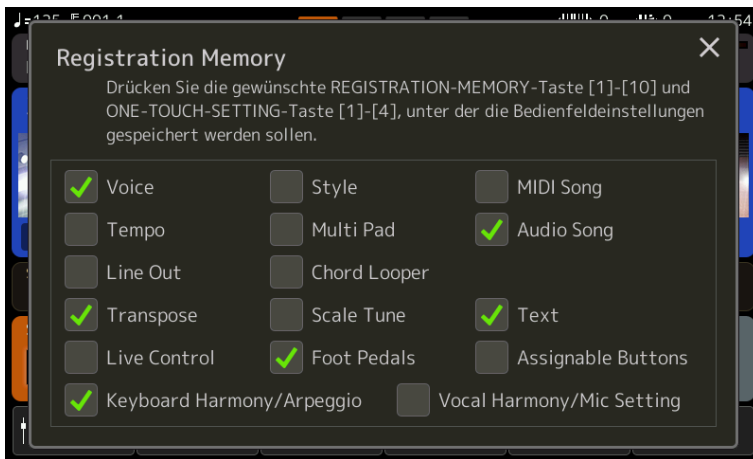 Registration Memory
Drücken Sie die gewünschte REGISTRATION-MEMORY-Taste [1]-[10] und
ONE-TOUCH-SETTING-Taste [1]-[4], unter der die Bedienfeldeinstellungen
gespeichert werden sollen.
Voice Style MIDI Song
Tempo Multi Pad Audio Song
Line Out Chord Looper
Transpose Scale Tune Text
Live Control Foot Pedals Assignable Buttons
Keyboard Harmony/Arpeggio Vocal Harmony/Mic Setting